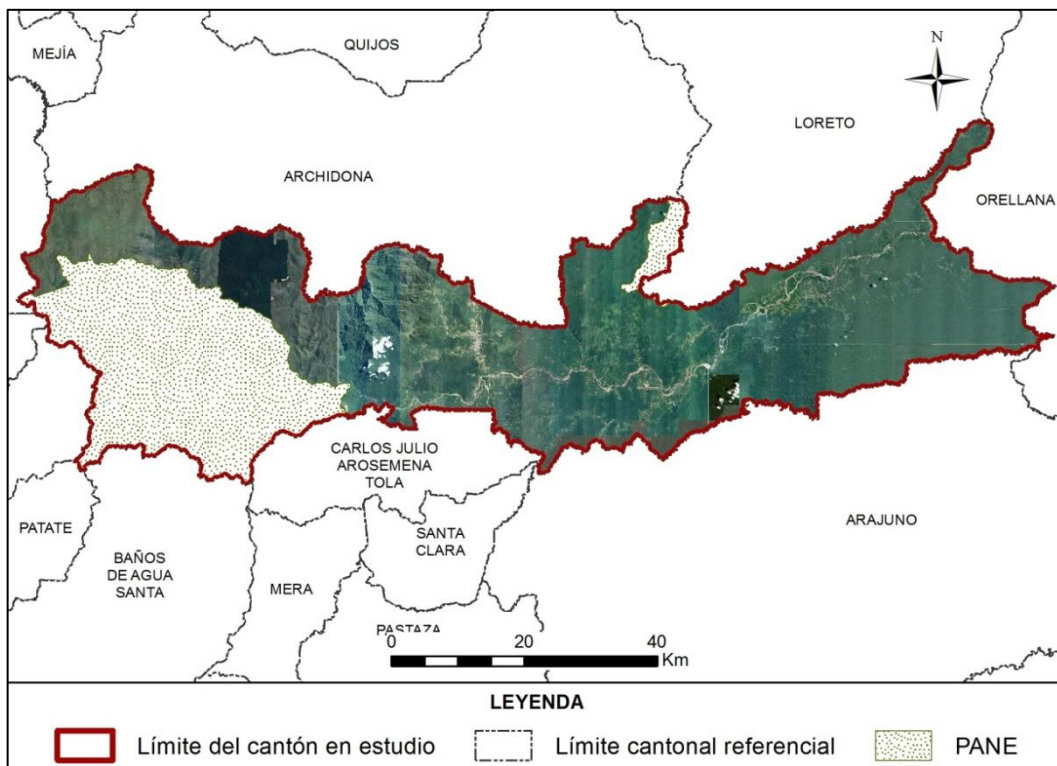 MEJÍA
QUIJOS
N
LORETO
ARCHIDONA
ORELLANA
CARLOS JULIO
AROSEMENA
TOLA
PATATE
SANTA
CLARA
ARAJUNO
BAÑOS
DE AGUA
SANTA
MERA
PASTAZA
0 20 40
Km
LEYENDA
Límite del cantón en estudio
Límite cantonal referencial
PANE